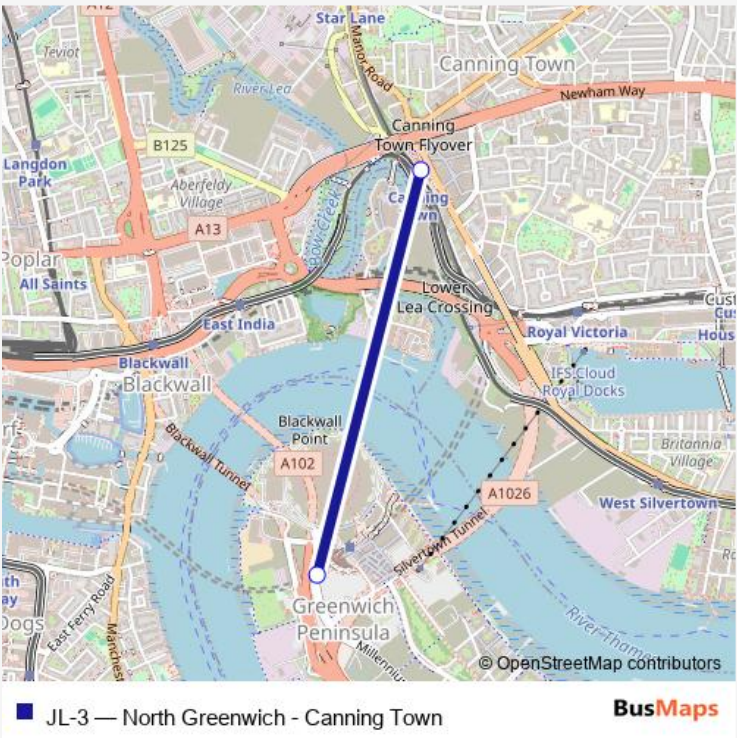 A12
Star Lane
Teviot
Manor Road
Canning Town
River Lea
Newham Way
Canning
Town Flyover
B125
Langdon
Park
Aberfeldy
Village
A13
Bow Creek
Poplar
All Saints
Lower
Lea Crossing
East India
Royal Victoria
Blackwall
Blackwall
IFS Cloud
Royal Docks
Blackwall
Point
Blackwall Tunnel
A102
Britannia
Village
A1026
West Silvertown
Silvertown Tunnel
East Ferry Road
Greenwich
Peninsula
River Thames
© OpenStreetMap contributors
JL-3 — North Greenwich - Canning Town
BusMaps